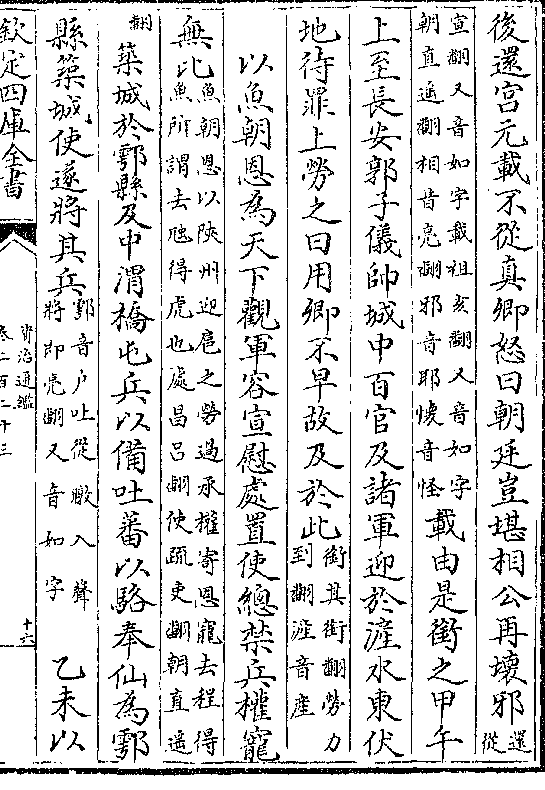 後還宫元載不從真卿怒曰朝廷豈堪相公再壞邪還從
宣翻又音如字載祖亥翻又音如字朝直遥翻相息亮翻邪音耶壞音怪載由是銜之甲午
上至長安郭子儀帥城中百官及諸軍迎於滻水東伏
地待罪上勞之曰用卿不早故及於此銜其銜翻勞力到翻滻音産
以魚朝恩為天下觀軍容宣慰處置使總禁兵權寵
無比魚朝恩以陜州迎扈之勞過承權寄恩寵去程得魚所謂去虺得虎也處昌吕翻使疏吏翻朝直遥翻
築城於鄠縣及中渭橋屯兵以備吐蕃以駱奉仙為鄠
縣築城使遂將其兵鄠音户吐從暾入聲將即亮翻又音如字乙未以
欽定四庫全書
資治通鑑
卷二百二十三
十六